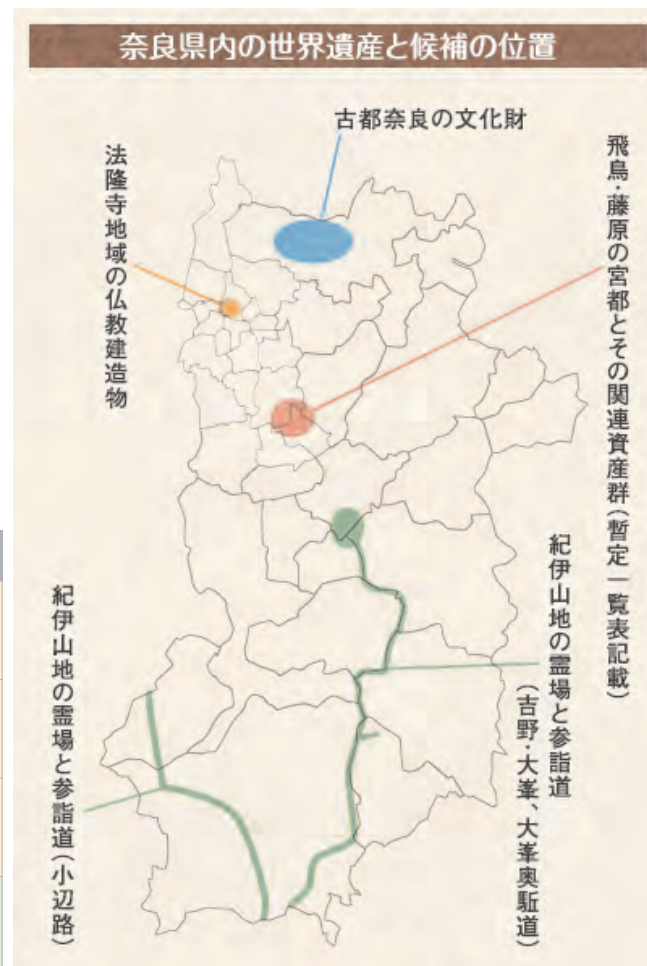 奈良県内の世界遺産と候補の位置
古都奈良の文化財
飛鳥・藤原の宮都とその関連資産群(暫定一覧表記載)
法隆寺地域の仏教建造物
紀伊山地の霊場と参詣道
(吉野・大峯、大峯奥駈道)
紀伊山地の霊場と参詣道(小辺路)